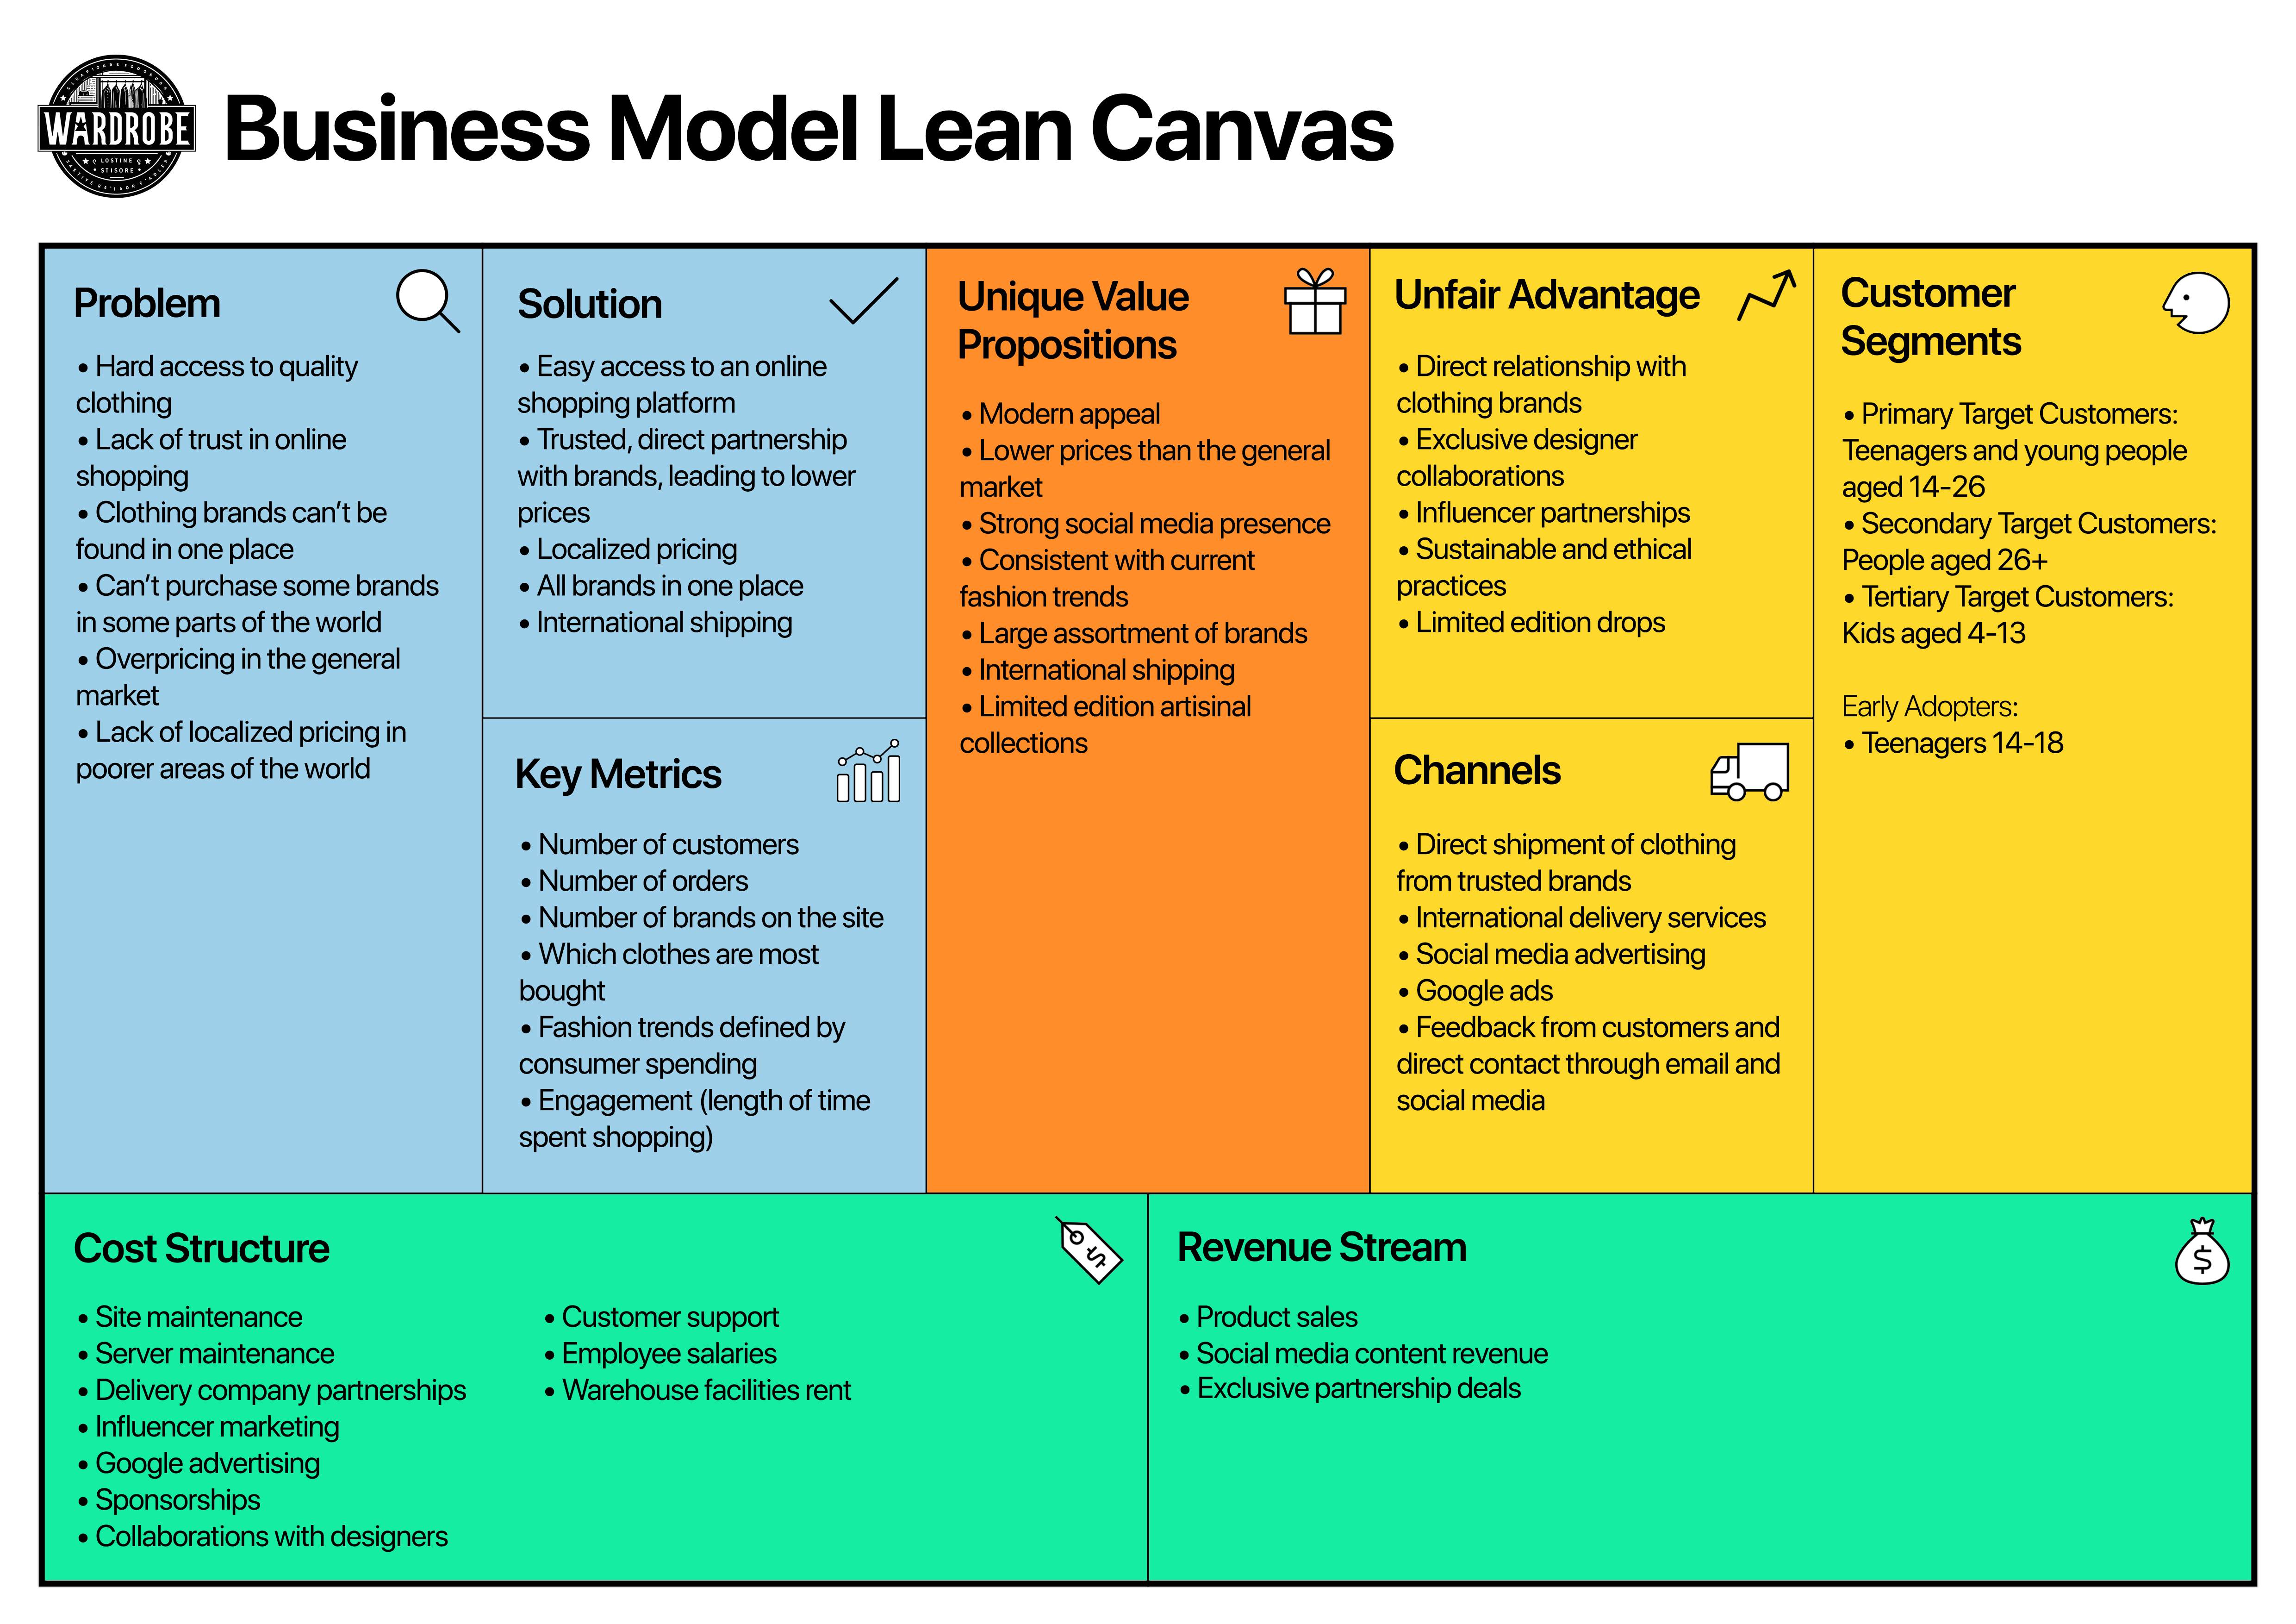 WARDROBE
LOSTINE
STISORE
Business Model Lean Canvas
Problem
• Hard access to quality
clothing
• Lack of trust in online
shopping
• Clothing brands can’t be
found in one place
• Can’t purchase some brands
in some parts of the world
• Overpricing in the general
market
• Lack of localized pricing in
poorer areas of the world
Solution
• Easy access to an online
shopping platform
• Trusted, direct partnership
with brands, leading to lower
prices
• Localized pricing
• All brands in one place
• International shipping
Key Metrics
• Number of customers
• Number of orders
• Number of brands on the site
• Which clothes are most
bought
• Fashion trends defined by
consumer spending
• Engagement (length of time
spent shopping)
Unique Value
Propositions
• Modern appeal
• Lower prices than the general
market
• Strong social media presence
• Consistent with current
fashion trends
• Large assortment of brands
• International shipping
• Limited edition artisinal
collections
Unfair Advantage
• Direct relationship with
clothing brands
• Exclusive designer
collaborations
• Influencer partnerships
• Sustainable and ethical
practices
• Limited edition drops
Channels
• Direct shipment of clothing
from trusted brands
• International delivery services
• Social media advertising
• Google ads
• Feedback from customers and
direct contact through email and
social media
Customer
Segments
• Primary Target Customers:
Teenagers and young people
aged 14-26
• Secondary Target Customers:
People aged 26+
• Tertiary Target Customers:
Kids aged 4-13
Early Adopters:
• Teenagers 14-18
Cost Structure
• Site maintenance
• Server maintenance
• Delivery company partnerships
• Influencer marketing
• Google advertising
• Sponsorships
• Collaborations with designers
• Customer support
• Employee salaries
• Warehouse facilities rent
Revenue Stream
• Product sales
• Social media content revenue
• Exclusive partnership deals